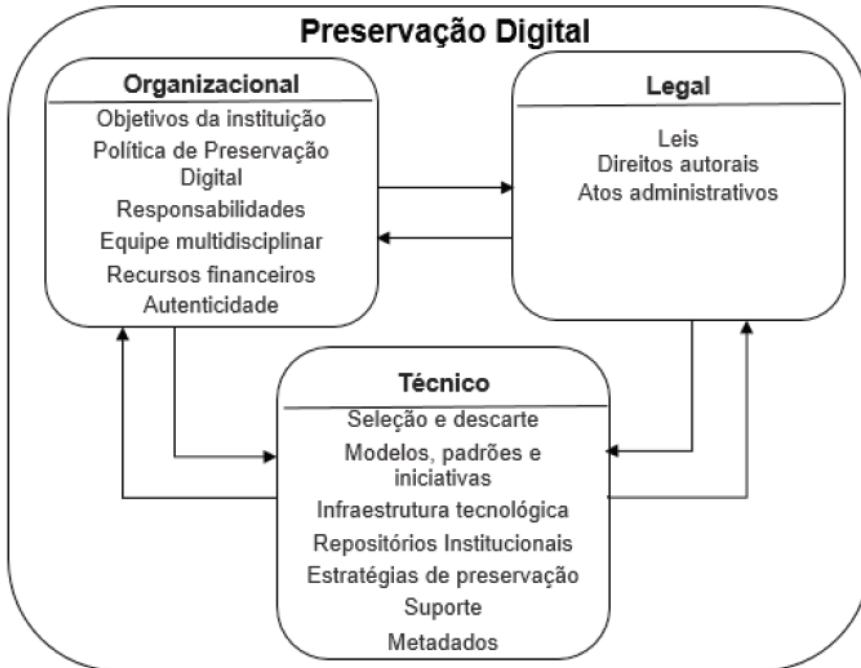 Preservação Digital
Organizacional
Objetivos da instituição
Política de Preservação
Digital
Responsabilidades
Equipe multidisciplinar
Recursos financeiros
Autenticidade
Legal
Leis
Direitos autorais
Atos administrativos
Técnico
Seleção e descarte
Modelos, padrões e
iniciativas
Infraestrutura tecnológica
Repositórios Institucionais
Estratégias de preservação
Suporte
Metadados